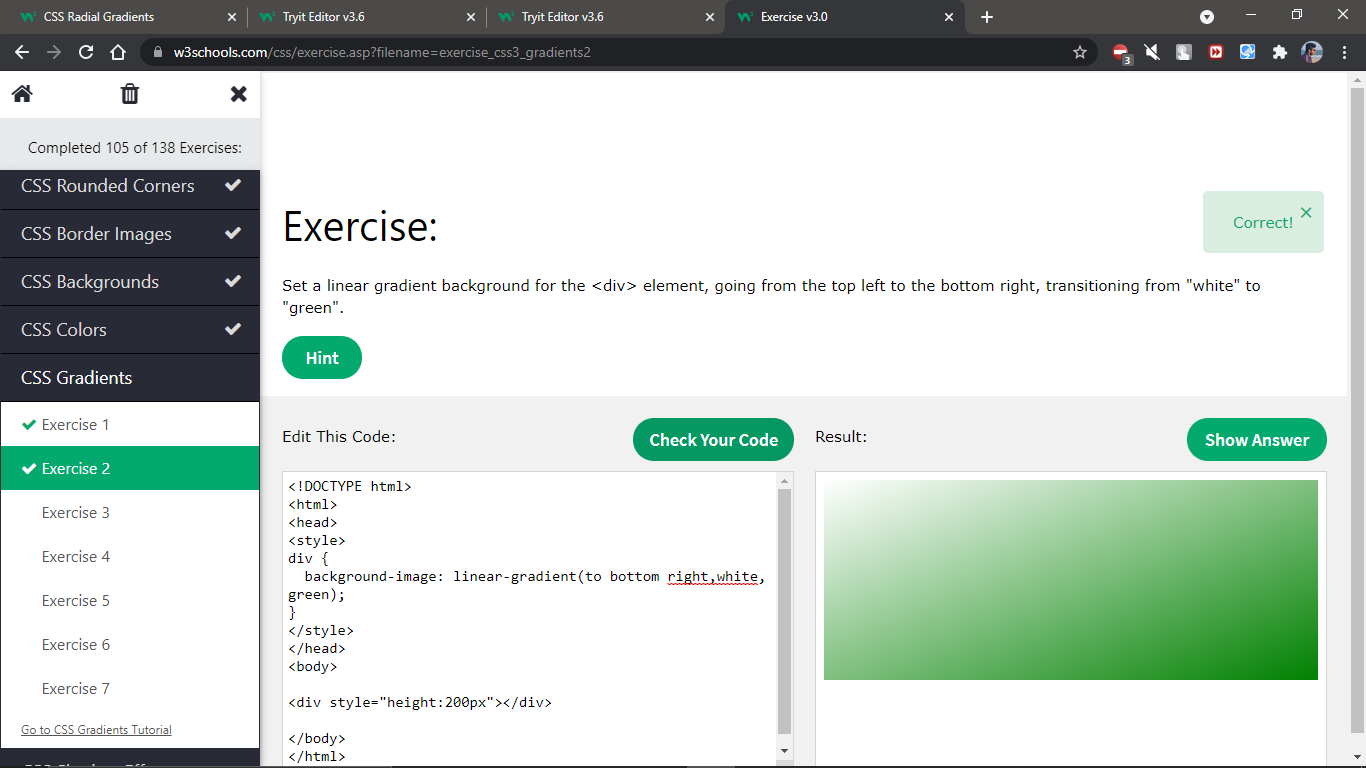 CSS Radial Gradients
Tryit Editor v3.6
Tryit Editor v3.6
Exercise v3.0
w3schools.com/css/exercise.asp?filename=exercise_css3_gradients2
3
Completed 105 of 138 Exercises:
CSS Rounded Corners
CSS Border Images
CSS Backgrounds
CSS Colors
CSS Gradients
Exercise 1
Exercise 2
Exercise 3
Exercise 4
Exercise 5
Exercise 6
Exercise 7
Go to CSS Gradients Tutorial
Exercise:
Correct!
Set a linear gradient background for the <div> element, going from the top left to the bottom right, transitioning from "white" to
"green".
Hint
Edit This Code:
Check Your Code
<!DOCTYPE html>
<html>
<head>
<style>
div {
  background-image: linear-gradient(to bottom right,white,
green);
}
</style>
</head>
<body>
<div style="height:200px"></div>
</body>
</html>
Result:
Show Answer